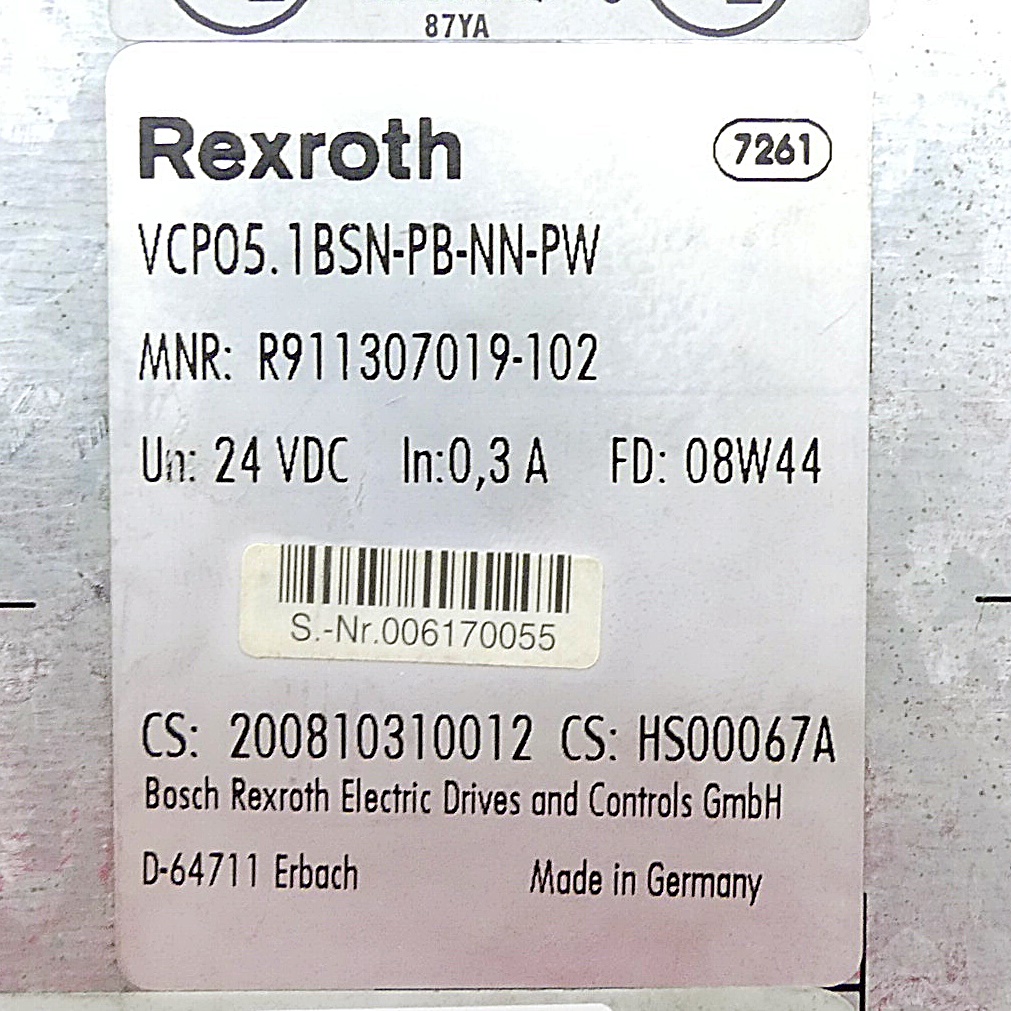 87YA
Rexroth 7261
VCP05.1BSN-PB-NN-PW
MNR: R911307019-102
Un: 24 VDC In:0,3 A FD: 08W44
S.-Nr.006170055
CS: 200810310012 CS: HS00067A
Bosch Rexroth Electric Drives and Controls GmbH
D-64711 Erbach Made in Germany